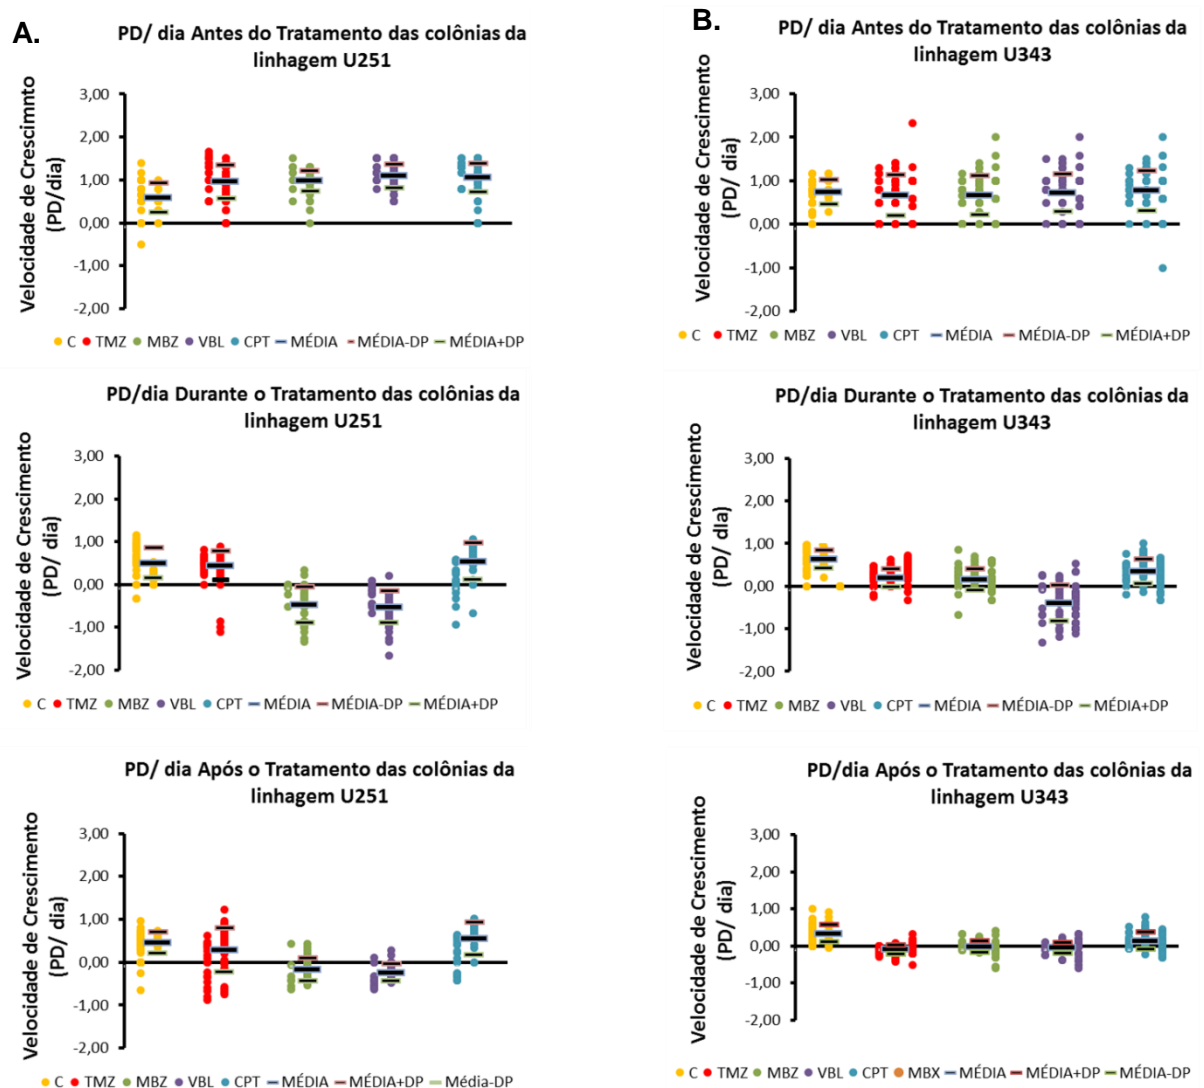 A.
PD/ dia Antes do Tratamento das colônias da
linhagem U251
Velocidade de Crescimnto
(PD/dia)
3,00
2,00
1,00
0,00
-1,00
-2,00
C TMZ MBZ VBL CPT MÉDIA MÉDIA-DP MÉDIA+DP
PD/dia Durante o Tratamento das colônias da
linhagem U251
Velocidade de Crescimento
(PD/ dia)
3,00
2,00
1,00
0,00
-1,00
-2,00
C TMZ MBZ VBL CPT MÉDIA MÉDIA-DP MÉDIA+DP
PD/ dia Após o Tratamento das colônias da
linhagem U251
Velocidade de Crescimento
(PD/ dia)
3,00
2,00
1,00
0,00
-1,00
-2,00
C TMZ MBZ VBL CPT MÉDIA MÉDIA+DP Média-DP
B.
PD/ dia Antes do Tratamento das colônias da
linhagem U343
Velocidade de Crescimento
(PD/ dia)
3,00
2,00
1,00
0,00
-1,00
-2,00
C TMZ MBZ VBL CPT MÉDIA MÉDIA-DP MÉDIA+DP
PD/dia Durante o Tratamento das colônias da
linhagem U343
Velocidade de Crescimento
(PD/ dIa)
3,00
2,00
1,00
0,00
-1,00
-2,00
C TMZ MBZ VBL CPT MÉDIA MÉDIA-DP MÉDIA+DP
PD/dia Após o Tratamento das colônias da
linhagem U343
Velocidade de Crescimento
(PD/ dia)
3,00
2,00
1,00
0,00
-1,00
-2,00
C TMZ MBZ VBL CPT MBX MÉDIA MÉDIA+DP MÉDIA-DP